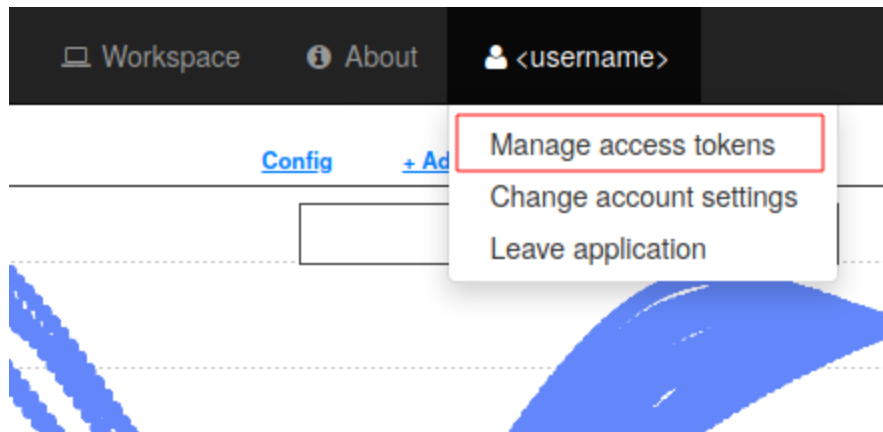 Workspace About <username>
Manage access tokens
Config + Ad
Change account settings
Leave application